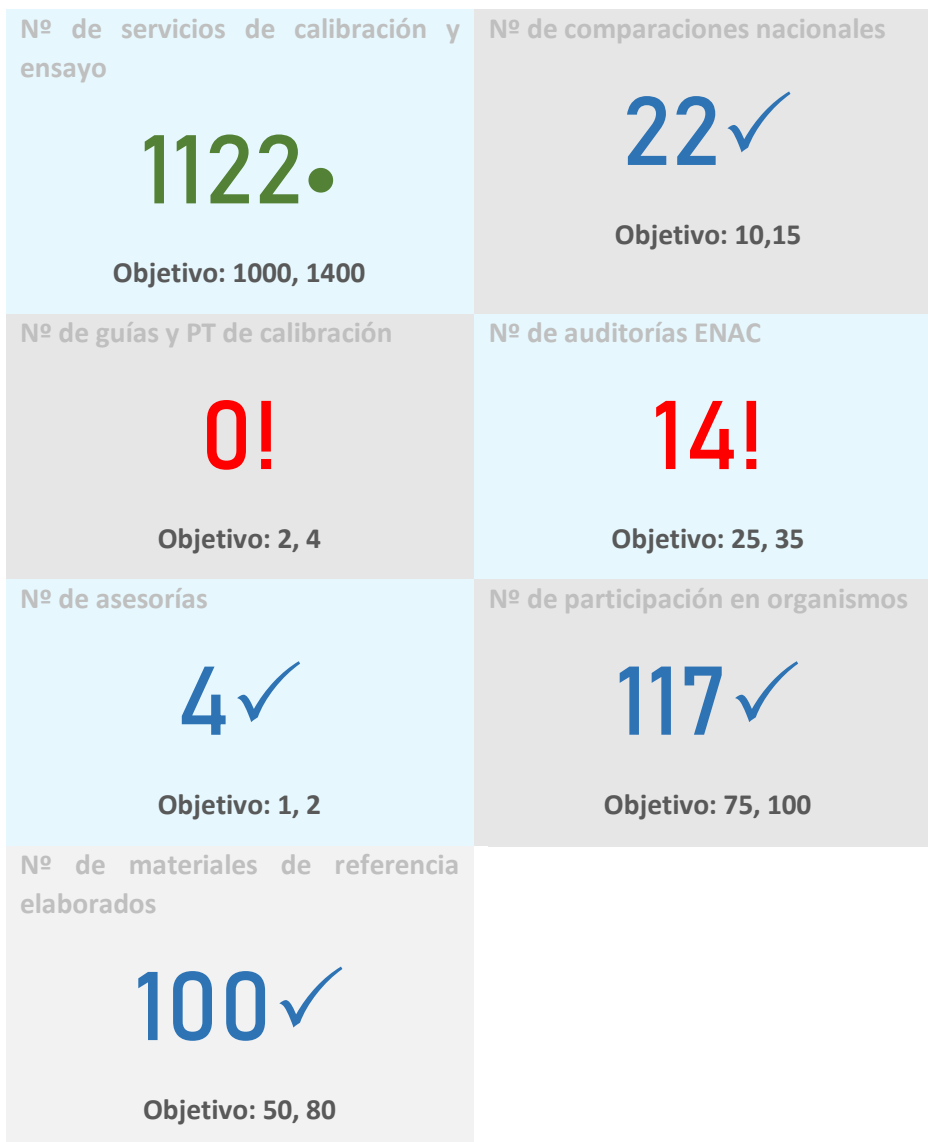 Nº de servicios de calibración y
ensayo
1122•
Objetivo: 1000, 1400
Nº de comparaciones nacionales
22✓
Objetivo: 10,15
Nº de guías y PT de calibración
0!
Objetivo: 2, 4
Nº de auditorías ENAC
14!
Objetivo: 25, 35
Nº de asesorías
4✓
Objetivo: 1, 2
Nº de participación en organismos
117✓
Objetivo: 75, 100
Nº de materiales de referencia
elaborados
100✓
Objetivo: 50, 80